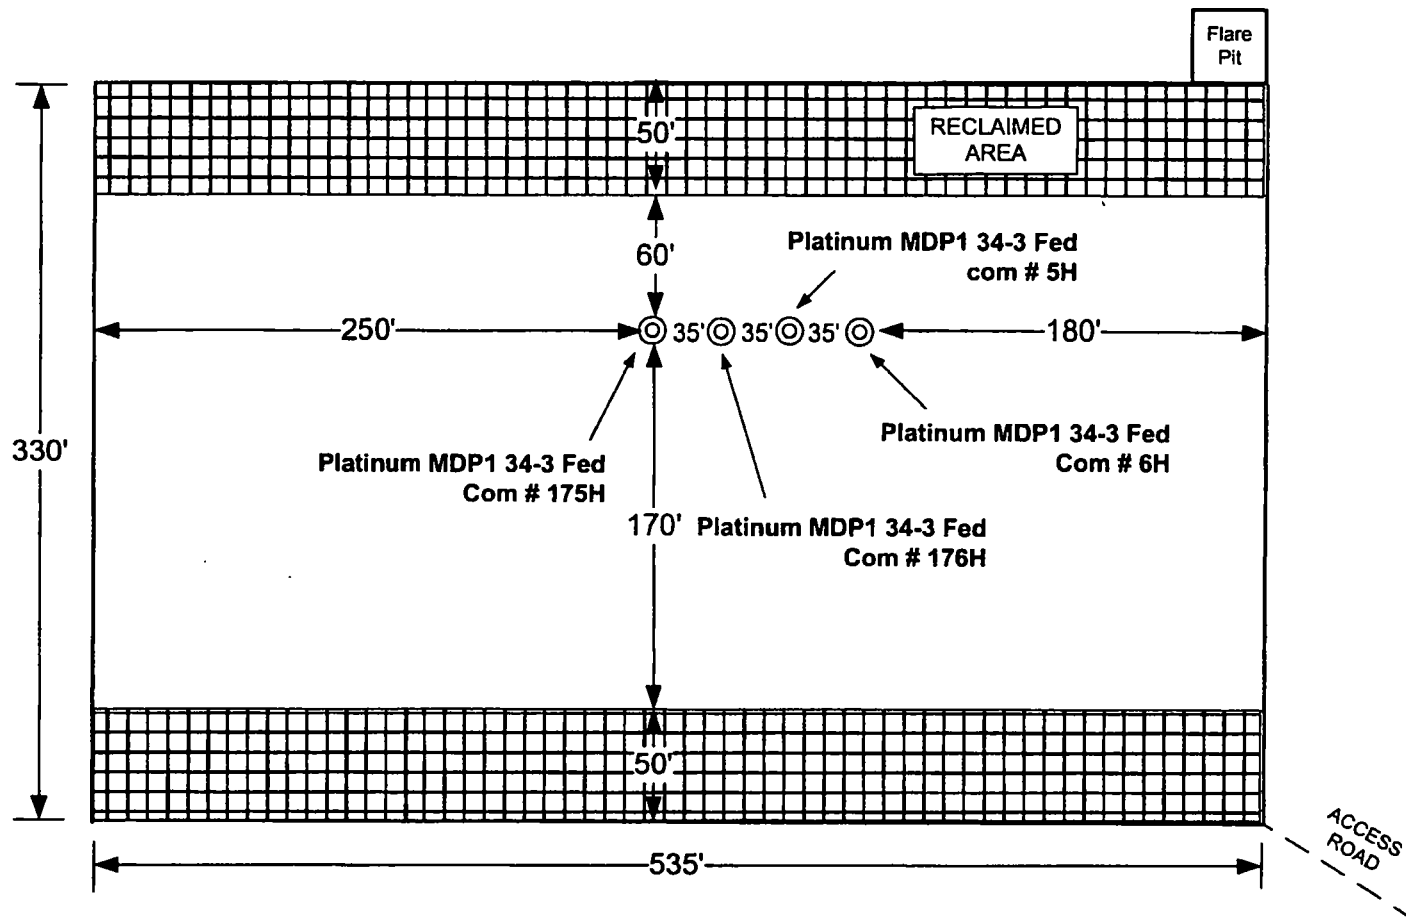 Flare
Pit
50'
RECLAIMED
AREA
60'
Platinum MDP1 34-3 Fed
com # 5H
250'
35'
35'
35'
180'
330'
Platinum MDP1 34-3 Fed
Com # 175H
Platinum MDP1 34-3 Fed
Com # 6H
170'
Platinum MDP1 34-3 Fed
Com # 176H
50'
ACCESS
ROAD
535'